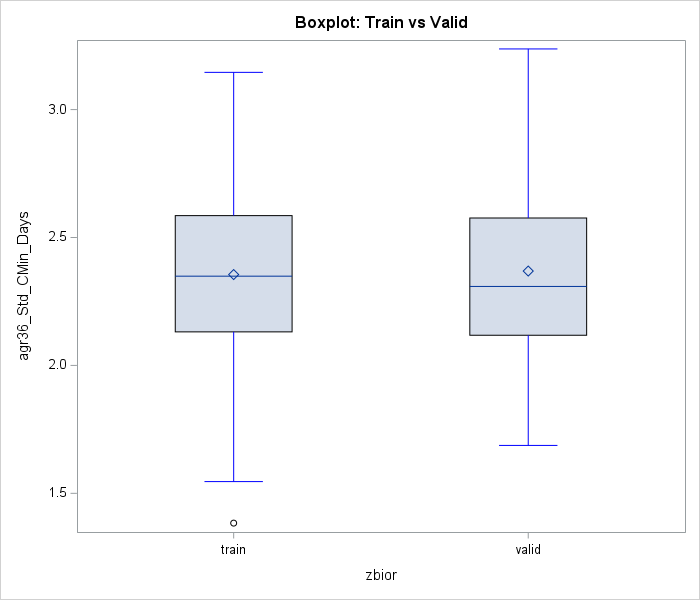 Boxplot: Train vs Valid
3.0
2.5
2.0
1.5
agr36_Std_CMin_Days
train
valid
zbior